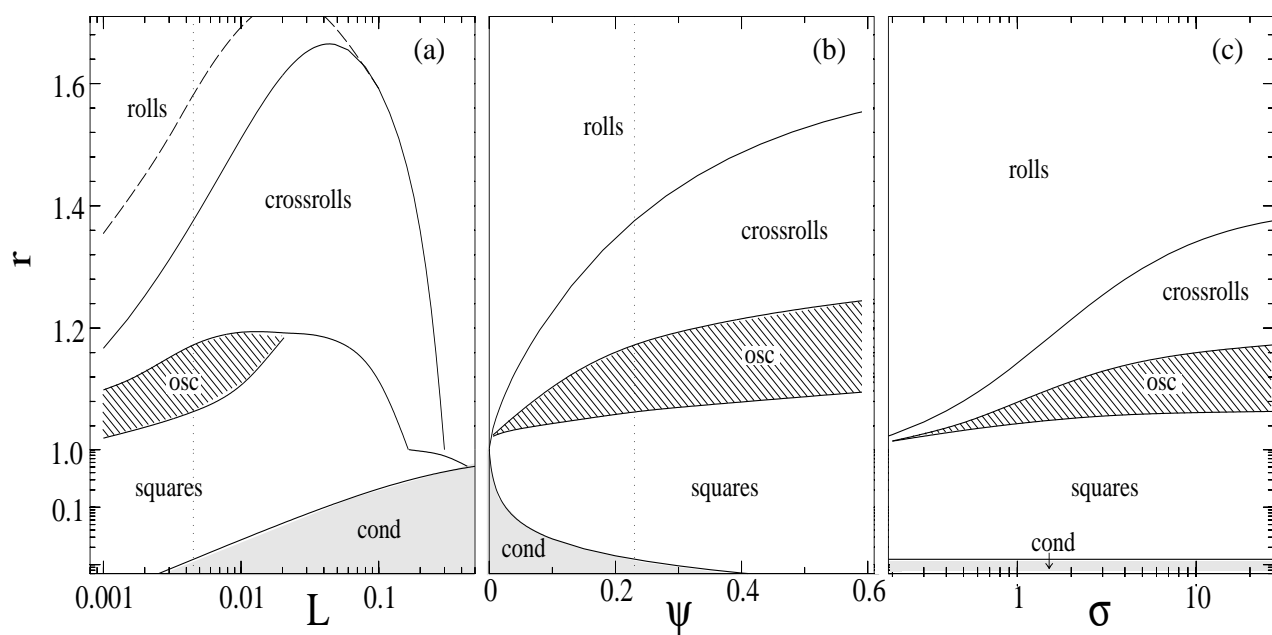 (a)
(b)
(c)
r
1.6
1.4
1.2
1.0
0.1
rolls
crossrolls
osc
squares
cond
0.001
0.01
0.1
L
rolls
crossrolls
osc
squares
cond
0
0.2
0.4
0.6
ψ
rolls
crossrolls
osc
squares
cond
1
10
σ